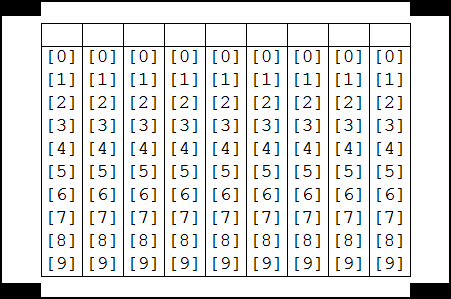 [0] [0] [0] [0] [0] [0] [0] [0] [0]
[1] [1] [1] [1] [1] [1] [1] [1] [1]
[2] [2] [2] [2] [2] [2] [2] [2] [2]
[3] [3] [3] [3] [3] [3] [3] [3] [3]
[4] [4] [4] [4] [4] [4] [4] [4] [4]
[5] [5] [5] [5] [5] [5] [5] [5] [5]
[6] [6] [6] [6] [6] [6] [6] [6] [6]
[7] [7] [7] [7] [7] [7] [7] [7] [7]
[8] [8] [8] [8] [8] [8] [8] [8] [8]
[9] [9] [9] [9] [9] [9] [9] [9] [9]